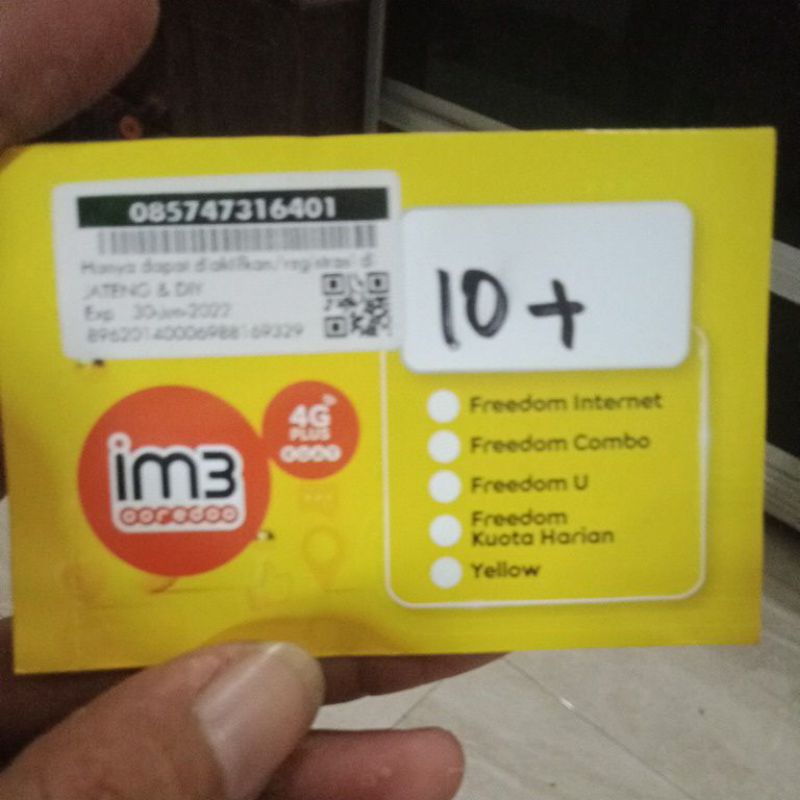 085747316401
Hanya dapat diaktifkan/registrasi di
JATENG & DIY
Exp 30-Jun-2022
89620140006988169329
10+
im3
ooredoo
4G
PLUS
Freedom Internet
Freedom Combo
Freedom U
Freedom
Kuota Harian
Yellow